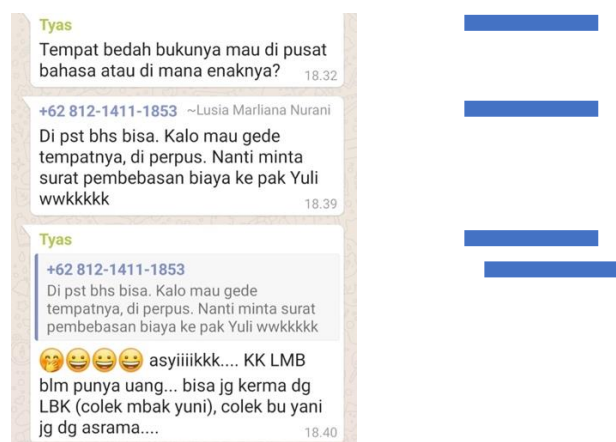 Tyas
Tempat bedah bukunya mau di pusat
bahasa atau di mana enaknya? 18.32
+62 812-1411-1853 ~Lusia Marliana Nurani
Di pst bhs bisa. Kalo mau gede
tempatnya, di perpus. Nanti minta
surat pembebasan biaya ke pak Yuli
wwkkkkk 18.39
Tyas
+62 812-1411-1853
Di pst bhs bisa. Kalo mau gede
tempatnya, di perpus. Nanti minta surat
pembebasan biaya ke pak Yuli wwkkkkk
🤭😀😀😀 asyiiiikkk.... KK LMB
blm punya uang... bisa jg kerma dg
LBK (colek mbak yuni), colek bu yani
jg dg asrama.... 18.40